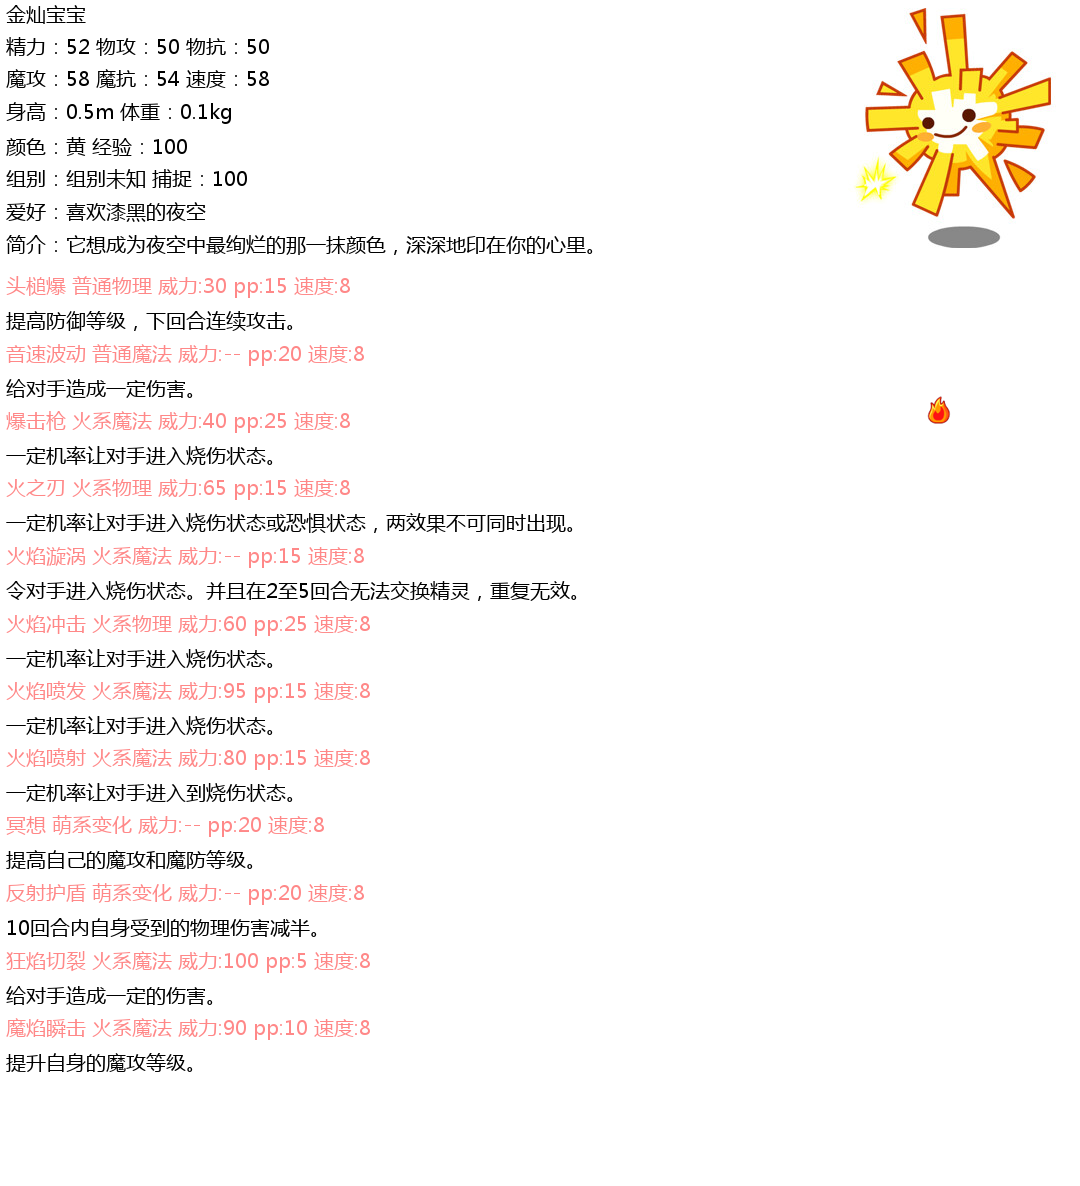 金灿宝宝
精力：52 物攻：50 物抗：50
魔攻：58 魔抗：54 速度：58
身高：0.5m 体重：0.1kg
颜色：黄 经验：100
组别：组别未知 捕捉：100
爱好：喜欢漆黑的夜空
简介：它想成为夜空中最绚烂的那一抹颜色，深深地印在你的心里。
头槌爆 普通物理 威力:30 pp:15 速度:8
提高防御等级，下回合连续攻击。
音速波动 普通魔法 威力:-- pp:20 速度:8
给对手造成一定伤害。
爆击枪 火系魔法 威力:40 pp:25 速度:8
一定机率让对手进入烧伤状态。
火之刃 火系物理 威力:65 pp:15 速度:8
一定机率让对手进入烧伤状态或恐惧状态，两效果不可同时出现。
火焰漩涡 火系魔法 威力:-- pp:15 速度:8
令对手进入烧伤状态。并且在2至5回合无法交换精灵，重复无效。
火焰冲击 火系物理 威力:60 pp:25 速度:8
一定机率让对手进入烧伤状态。
火焰喷发 火系魔法 威力:95 pp:15 速度:8
一定机率让对手进入烧伤状态。
火焰喷射 火系魔法 威力:80 pp:15 速度:8
一定机率让对手进入到烧伤状态。
冥想 萌系变化 威力:-- pp:20 速度:8
提高自己的魔攻和魔防等级。
反射护盾 萌系变化 威力:-- pp:20 速度:8
10回合内自身受到的物理伤害减半。
狂焰切裂 火系魔法 威力:100 pp:5 速度:8
给对手造成一定的伤害。
魔焰瞬击 火系魔法 威力:90 pp:10 速度:8
提升自身的魔攻等级。